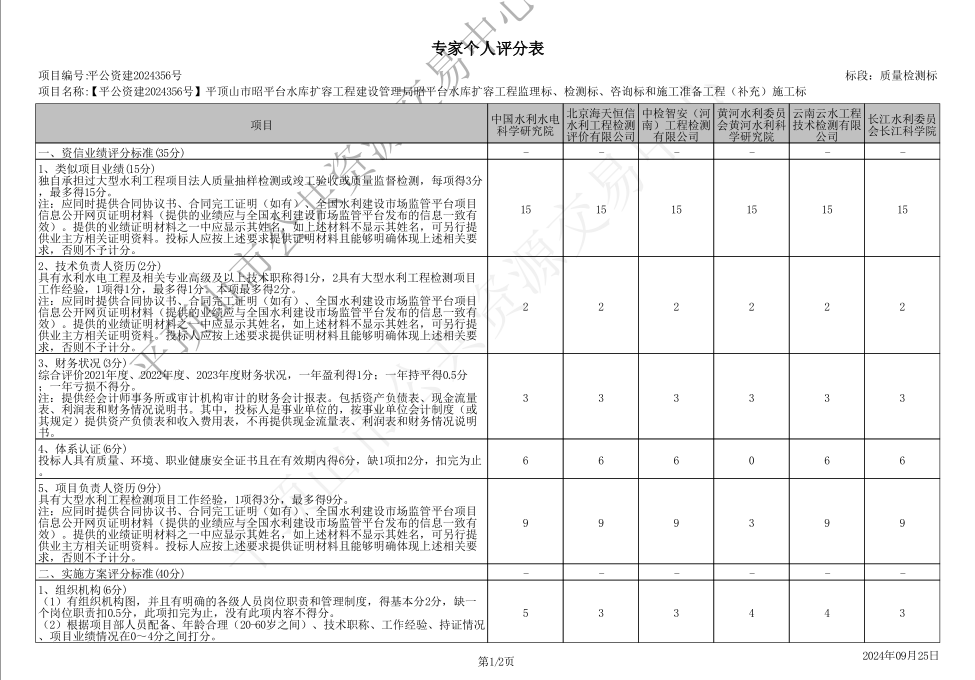 专家个人评分表
项目编号:平公资建2024356号
标段：质量检测标
项目名称:【平公资建2024356号】平顶山市昭平台水库扩容工程建设管理局昭平台水库扩容工程监理标、检测标、咨询标和施工准备工程（补充）施工标
项目
中国水利水电
科学研究院
北京海天恒信
水利工程检测
评价有限公司
中检智安（河
南）工程检测
有限公司
黄河水利委员
会黄河水利科
学研究院
云南云水工程
技术检测有限
公司
长江水利委员
会长江科学院
一、资信业绩评分标准(35分)
– – – – – –
1、类似项目业绩(15分)
独自承担过大型水利工程项目法人质量抽样检测或竣工验收或质量监督检测，每项得3分
，最多得15分。
注：应同时提供合同协议书、合同完工证明（如有）、全国水利建设市场监管平台项目
信息公开网页证明材料（提供的业绩应与全国水利建设市场监管平台发布的信息一致有
效）。提供的业绩证明材料之一中应显示其姓名，如上述材料不显示其姓名，可另行提
供业主方相关证明资料。投标人应按上述要求提供证明材料且能够明确体现上述相关要
求，否则不予计分。
15 15 15 15 15 15
2、技术负责人资历(2分)
具有水利水电工程及相关专业高级及以上技术职称得1分，2具有大型水利工程检测项目
工作经验，1项得1分，最多得1分；本项最多得2分。
注：应同时提供合同协议书、合同完工证明（如有）、全国水利建设市场监管平台项目
信息公开网页证明材料（提供的业绩应与全国水利建设市场监管平台发布的信息一致有
效）。提供的业绩证明材料之一中应显示其姓名，如上述材料不显示其姓名，可另行提
供业主方相关证明资料。投标人应按上述要求提供证明材料且能够明确体现上述相关要
求，否则不予计分。
2 2 2 2 2 2
3、财务状况(3分)
综合评价2021年度、2022年度、2023年度财务状况，一年盈利得1分；一年持平得0.5分
；一年亏损不得分。
注：提供经会计师事务所或审计机构审计的财务会计报表。包括资产负债表、现金流量
表、利润表和财务情况说明书。其中，投标人是事业单位的，按事业单位会计制度（或
其规定）提供资产负债表和收入费用表，不再提供现金流量表、利润表和财务情况说明
书。
3 3 3 3 3 3
4、体系认证(6分)
投标人具有质量、环境、职业健康安全证书且在有效期内得6分，缺1项扣2分，扣完为止
。
6 6 6 0 6 6
5、项目负责人资历(9分)
具有大型水利工程检测项目工作经验，1项得3分，最多得9分。
注：应同时提供合同协议书、合同完工证明（如有）、全国水利建设市场监管平台项目
信息公开网页证明材料（提供的业绩应与全国水利建设市场监管平台发布的信息一致有
效）。提供的业绩证明材料之一中应显示其姓名，如上述材料不显示其姓名，可另行提
供业主方相关证明资料。投标人应按上述要求提供证明材料且能够明确体现上述相关要
求，否则不予计分。
9 9 9 3 9 9
二、实施方案评分标准(40分)
– – – – – –
1、组织机构(6分)
（1）有组织机构图，并且有明确的各级人员岗位职责和管理制度，得基本分2分，缺一
个岗位职责扣0.5分，此项扣完为止，没有此项内容不得分。
（2）根据项目部人员配备、年龄合理（20-60岁之间）、技术职称、工作经验、持证情况
、项目业绩情况在0～4分之间打分。
5 3 3 4 4 3
第1/2页
2024年09月25日
平顶山市公共资源交易中心
平顶山市公共资源交易中心